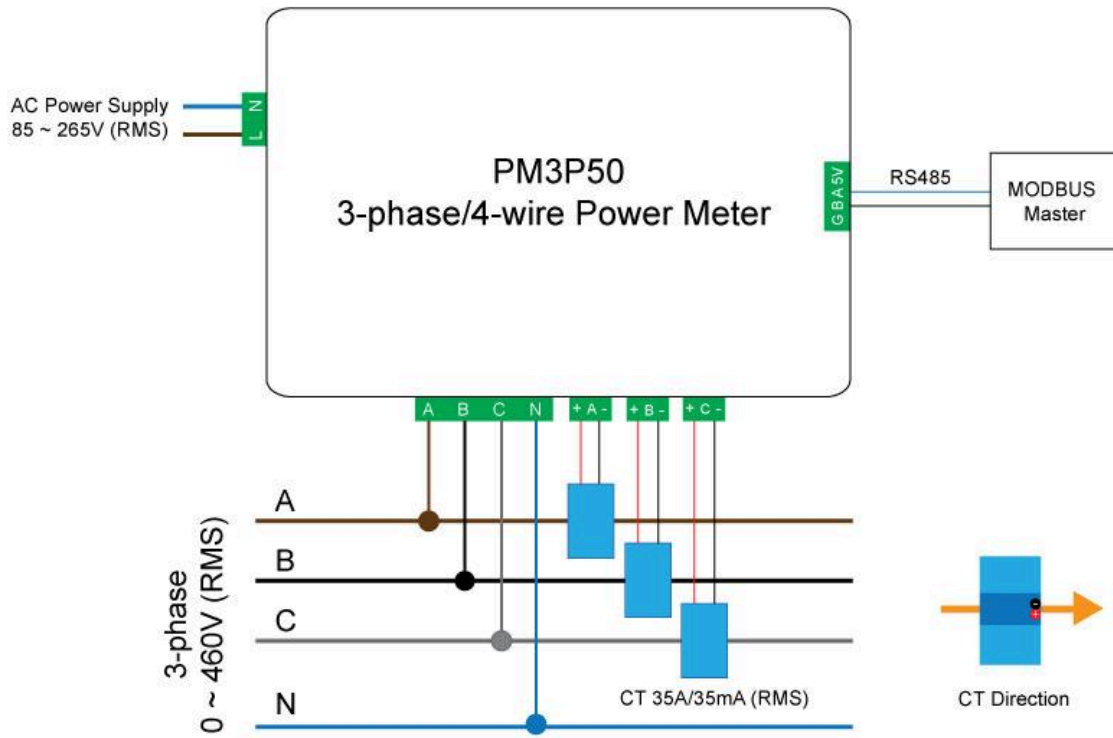 AC Power Supply
85 ~ 265V (RMS)
L N
PM3P50
3-phase/4-wire Power Meter
G B A 5V
RS485
MODBUS
Master
A B C N
+ A -
+ B -
+ C -
3-phase
0 ~ 460V (RMS)
A
B
C
N
CT 35A/35mA (RMS)
-
+
CT Direction